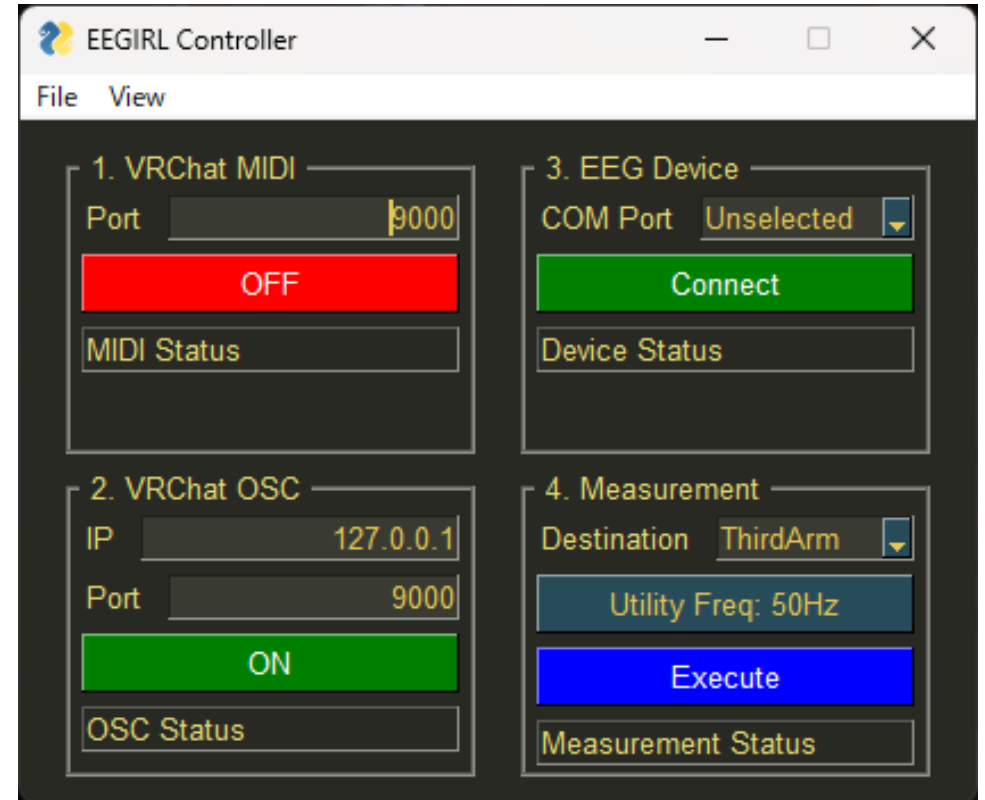 EEGIRL Controller
File View
1. VRChat MIDI
Port 9000
OFF
MIDI Status
2. VRChat OSC
IP 127.0.0.1
Port 9000
ON
OSC Status
3. EEG Device
COM Port Unselected
Connect
Device Status
4. Measurement
Destination ThirdArm
Utility Freq: 50Hz
Execute
Measurement Status